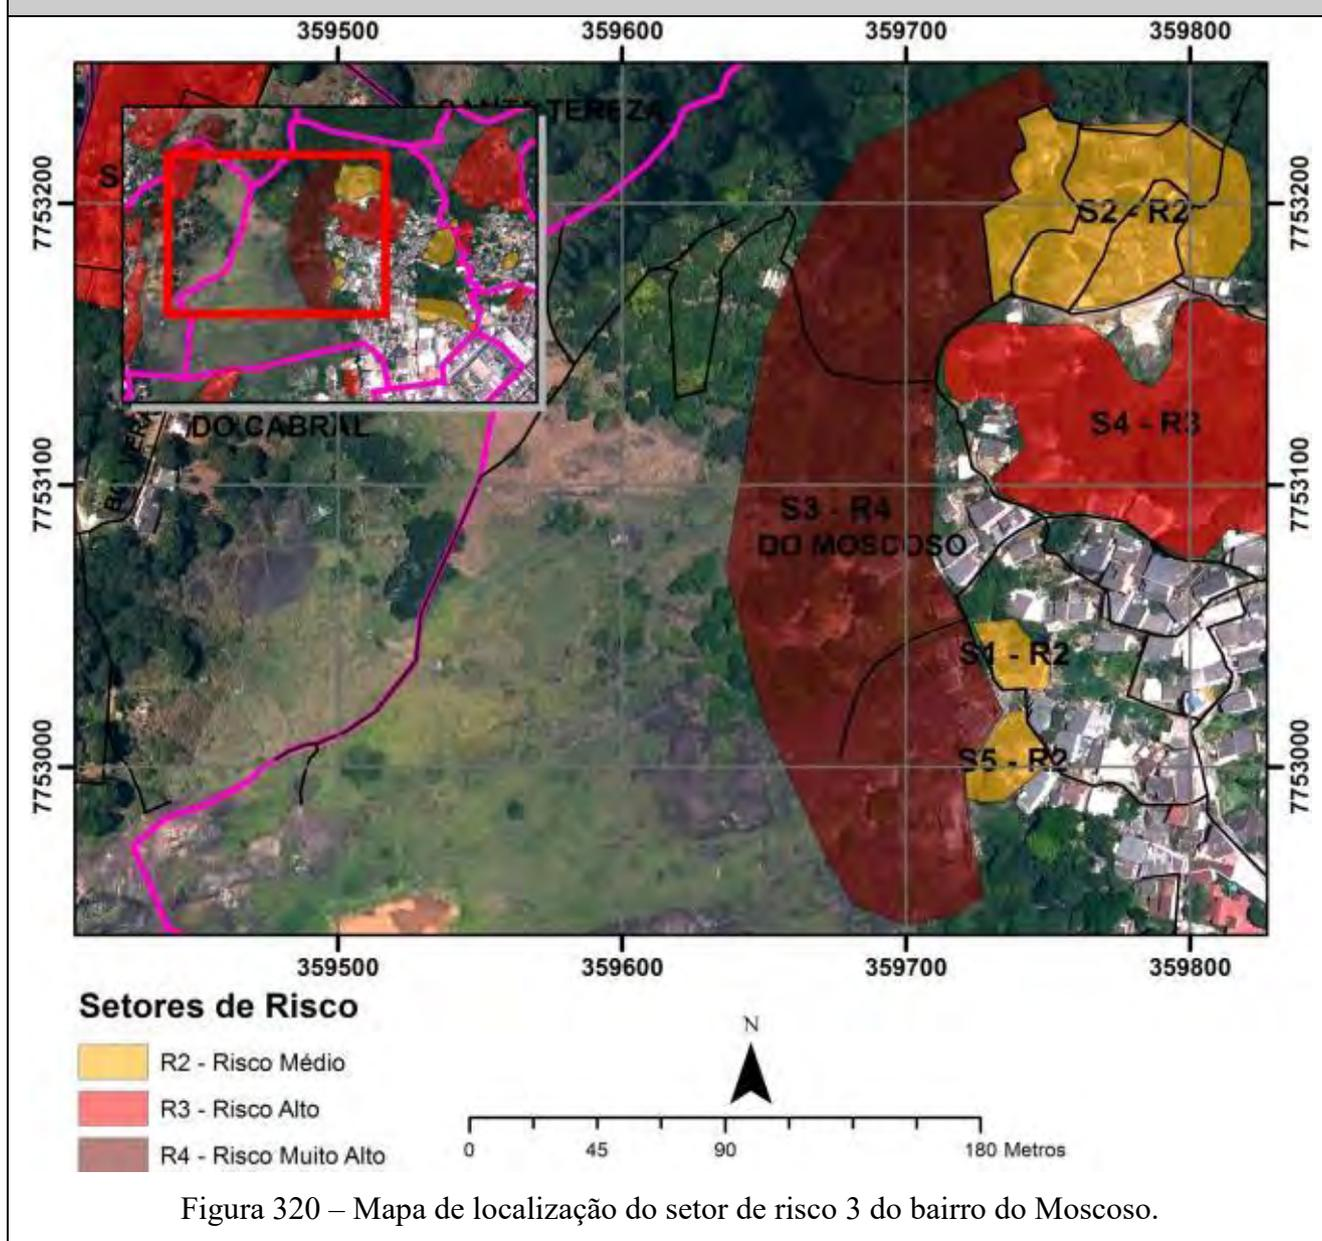 359500 359600 359700 359800
TEREZA
S
7753200
7753200
S2 - R2
DO CABRAL
S4 - R3
7753100
7753100
S3 - R4
DO MOSCOSO
S1 - R2
S5 - R2
7753000
7753000
359500 359600 359700 359800
Setores de Risco
R2 - Risco Médio
R3 - Risco Alto
R4 - Risco Muito Alto
N
0 45 90 180 Metros
Figura 320 – Mapa de localização do setor de risco 3 do bairro do Moscoso.